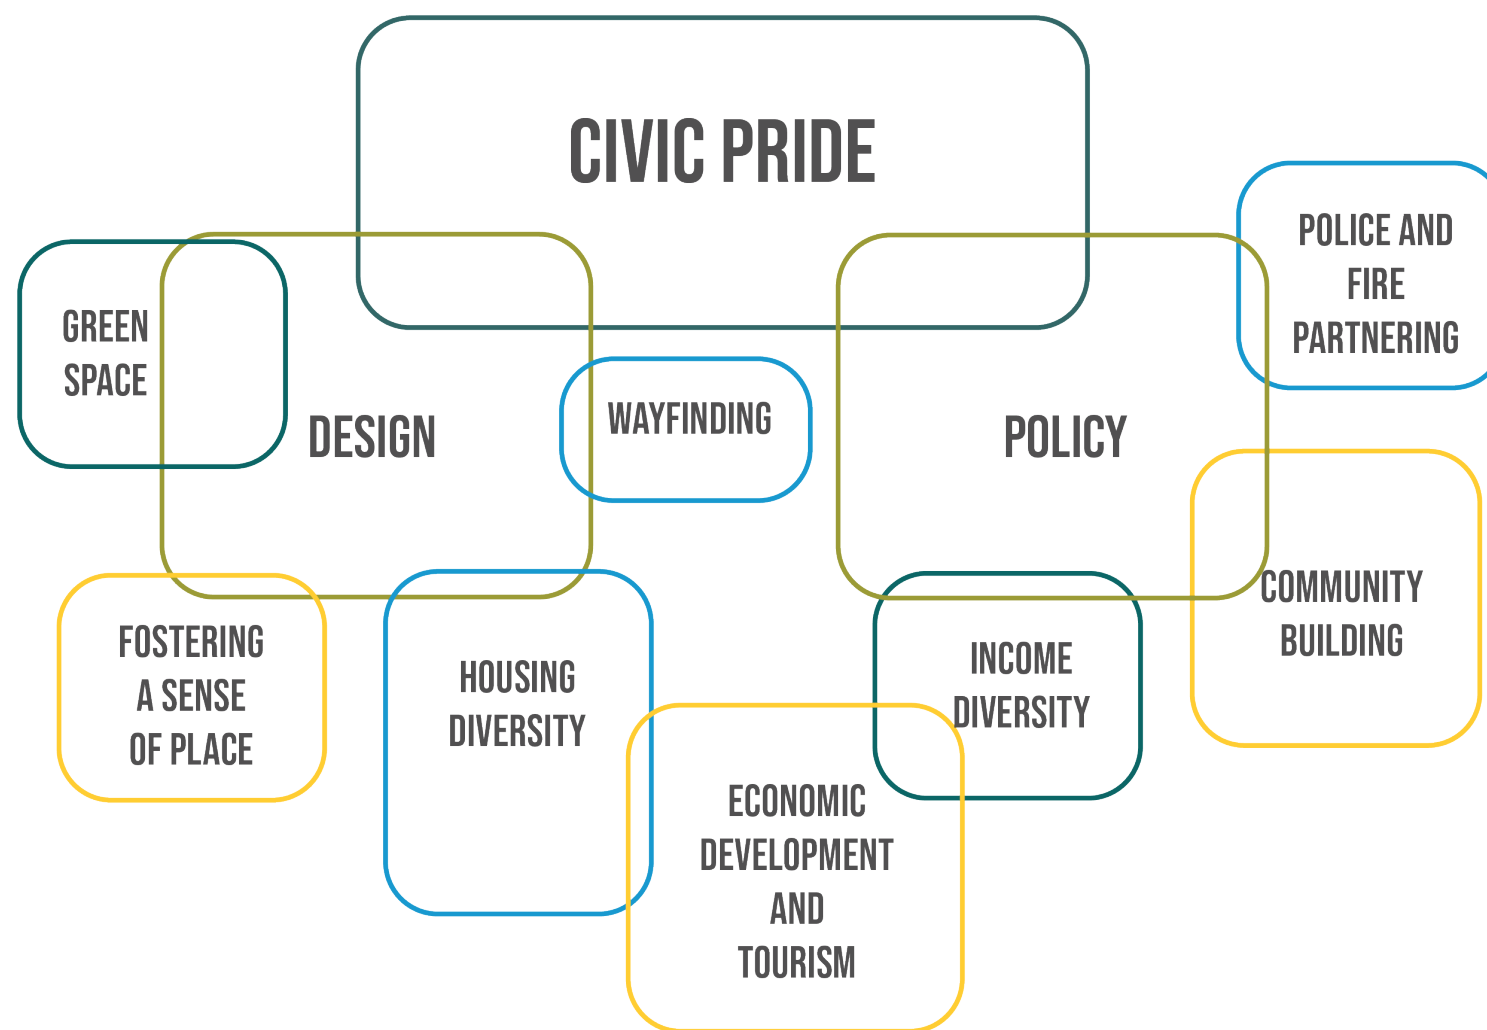 CIVIC PRIDE
POLICE AND
FIRE
PARTNERING
GREEN
SPACE
DESIGN
WAYFINDING
POLICY
COMMUNITY
BUILDING
FOSTERING
A SENSE
OF PLACE
HOUSING
DIVERSITY
INCOME
DIVERSITY
ECONOMIC
DEVELOPMENT
AND
TOURISM